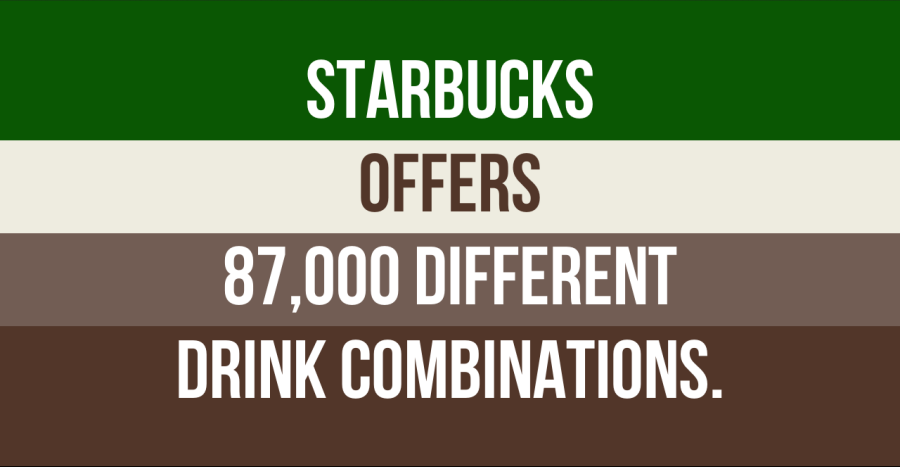 STARBUCKS
OFFERS
87,000 DIFFERENT
DRINK COMBINATIONS.